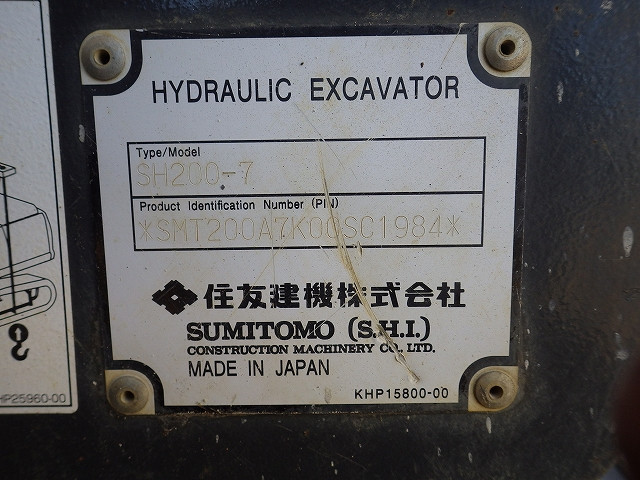 HYDRAULIC EXCAVATOR
Type/Model
SH200-7
Product Identification Number (PIN)
*SMT200A7K00SC1984*
住友建機株式会社
SUMITOMO (S.H.I.)
CONSTRUCTION MACHINERY CO., LTD.
MADE IN JAPAN
KHP15800-00
HP25960-00